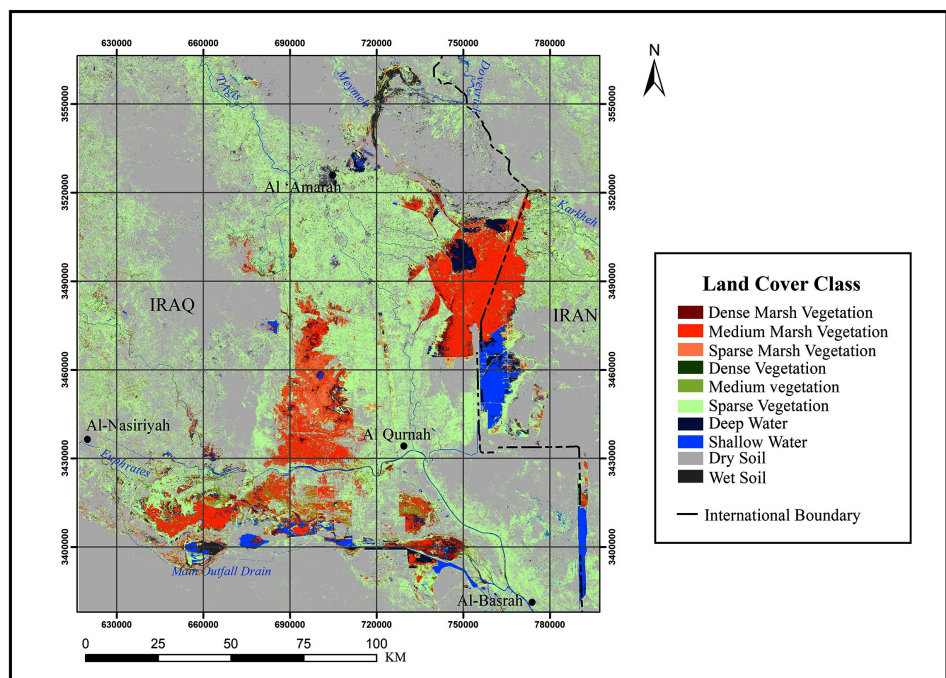 630000 660000 690000 720000 750000 780000
N
3550000 3550000
3520000 3520000
3490000 3490000
3460000 3460000
3430000 3430000
3400000 3400000
Tigris
Meymeh
Doveyrich
Al 'Amarah
Karkheh
IRAQ
IRAN
Al-Nasiriyah
Al Qurnah
Euphrates
Main Outfall Drain
Al-Basrah
630000 660000 690000 720000 750000 780000
0 25 50 75 100
KM
Land Cover Class
Dense Marsh Vegetation
Medium Marsh Vegetation
Sparse Marsh Vegetation
Dense Vegetation
Medium vegetation
Sparse Vegetation
Deep Water
Shallow Water
Dry Soil
Wet Soil
International Boundary